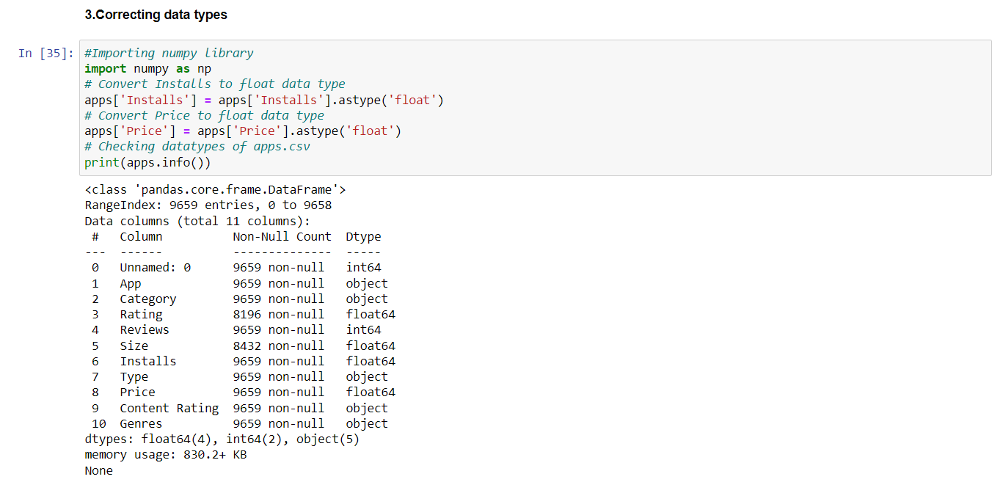 3.Correcting data types
In [35]: #Importing numpy library
import numpy as np
# Convert Installs to float data type
apps['Installs'] = apps['Installs'].astype('float')
# Convert Price to float data type
apps['Price'] = apps['Price'].astype('float')
# Checking datatypes of apps.csv
print(apps.info())
<class 'pandas.core.frame.DataFrame'>
RangeIndex: 9659 entries, 0 to 9658
Data columns (total 11 columns):
 #   Column          Non-Null Count  Dtype
---  ------          --------------  -----
 0   Unnamed: 0      9659 non-null   int64
 1   App             9659 non-null   object
 2   Category        9659 non-null   object
 3   Rating          8196 non-null   float64
 4   Reviews         9659 non-null   int64
 5   Size            8432 non-null   float64
 6   Installs        9659 non-null   float64
 7   Type            9659 non-null   object
 8   Price           9659 non-null   float64
 9   Content Rating  9659 non-null   object
 10  Genres          9659 non-null   object
dtypes: float64(4), int64(2), object(5)
memory usage: 830.2+ KB
None